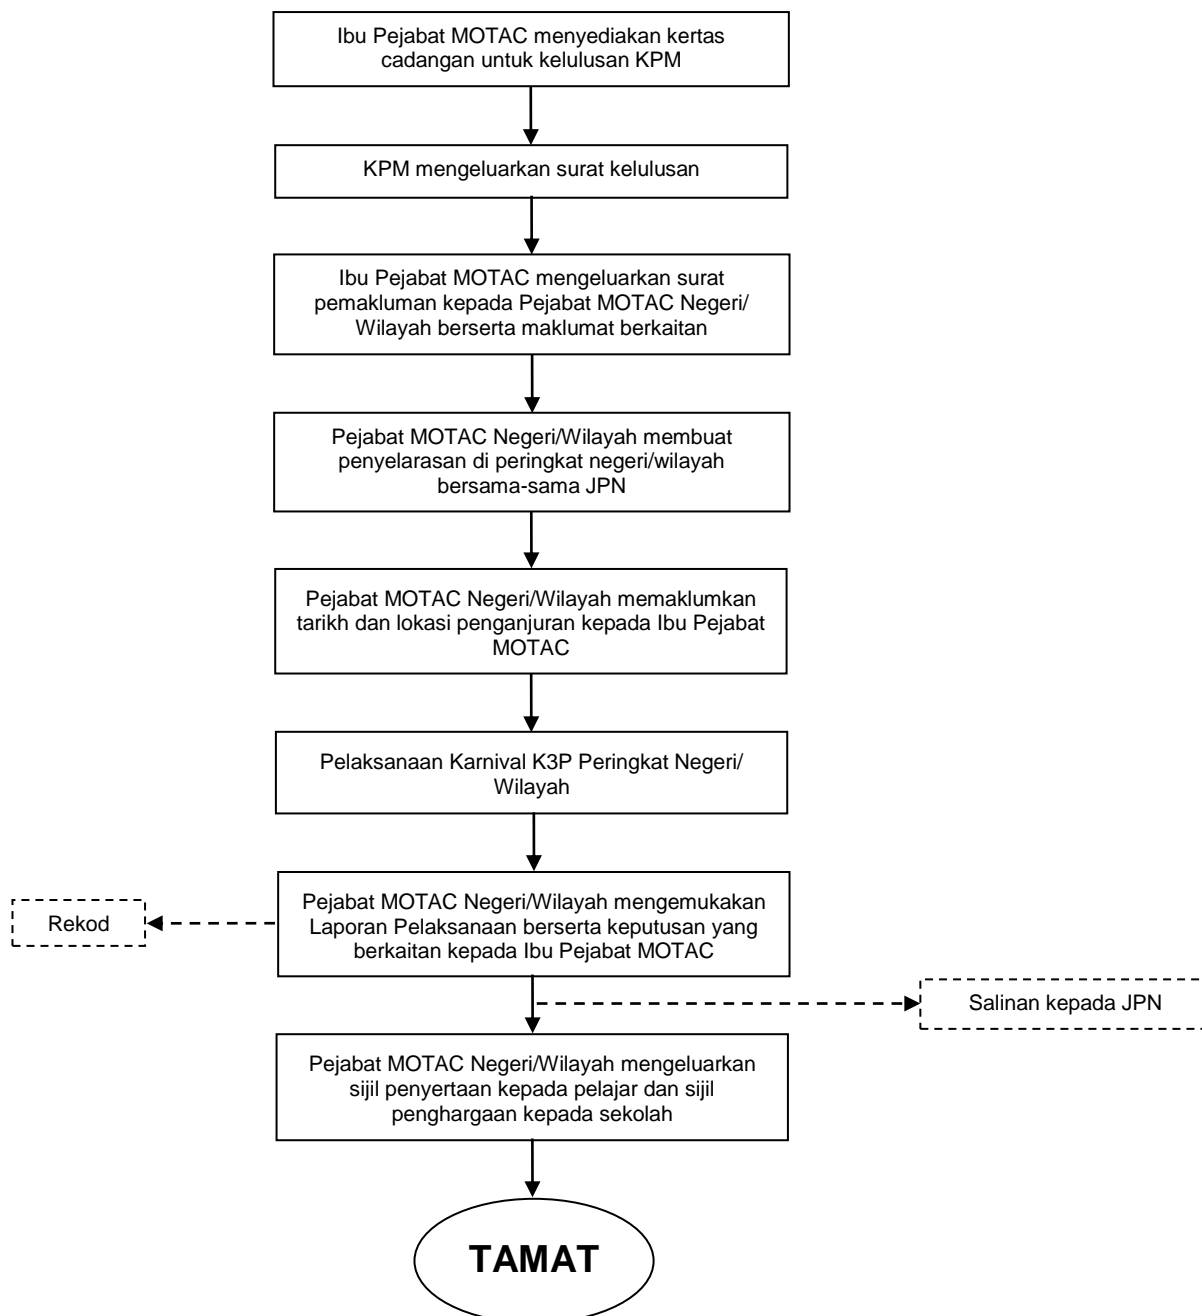 Ibu Pejabat MOTAC menyediakan kertas
cadangan untuk kelulusan KPM
KPM mengeluarkan surat kelulusan
Ibu Pejabat MOTAC mengeluarkan surat
pemakluman kepada Pejabat MOTAC Negeri/
Wilayah berserta maklumat berkaitan
Pejabat MOTAC Negeri/Wilayah membuat
penyelarasan di peringkat negeri/wilayah
bersama-sama JPN
Pejabat MOTAC Negeri/Wilayah memaklumkan
tarikh dan lokasi penganjuran kepada Ibu Pejabat
MOTAC
Pelaksanaan Karnival K3P Peringkat Negeri/
Wilayah
Pejabat MOTAC Negeri/Wilayah mengemukakan
Laporan Pelaksanaan berserta keputusan yang
berkaitan kepada Ibu Pejabat MOTAC
Rekod
Salinan kepada JPN
Pejabat MOTAC Negeri/Wilayah mengeluarkan
sijil penyertaan kepada pelajar dan sijil
penghargaan kepada sekolah
TAMAT